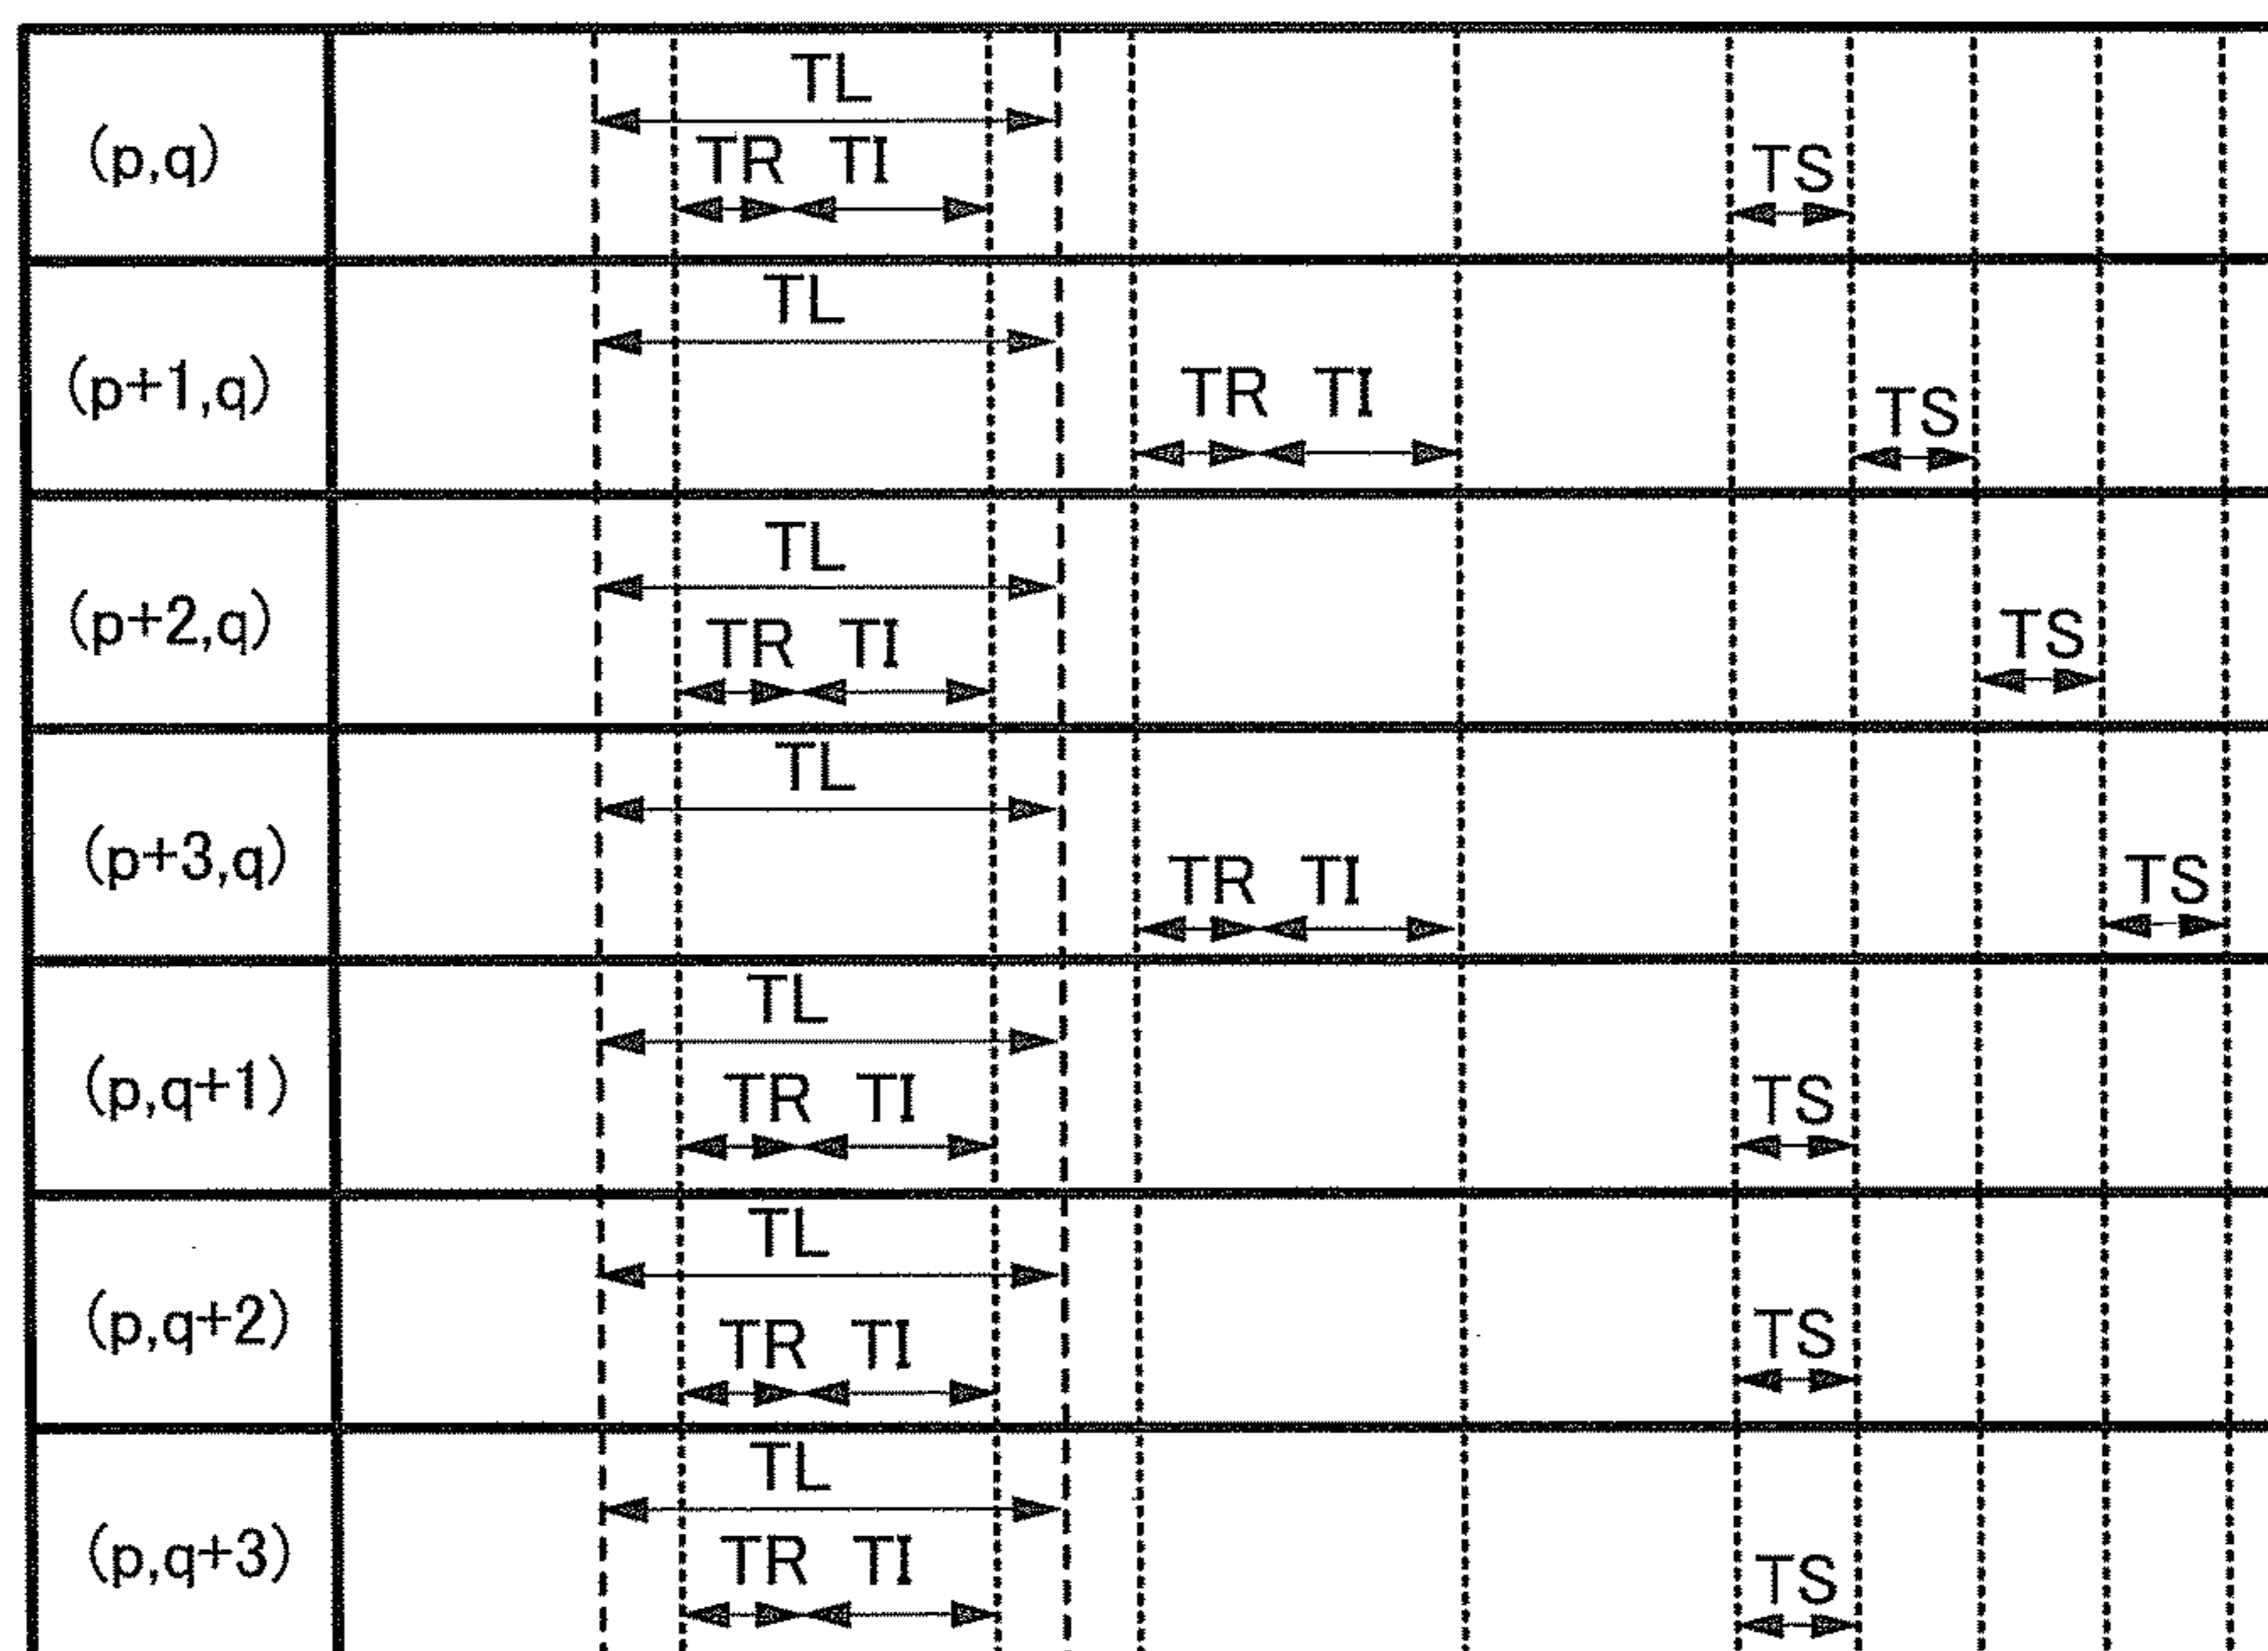 TL
(p,q) TR TI TS
TL
(p+1,q) TR TI TS
TL
(p+2,q) TR TI TS
TL
(p+3,q) TR TI TS
TL
(p,q+1) TR TI TS
TL
(p,q+2) TR TI TS
TL
(p,q+3) TR TI TS